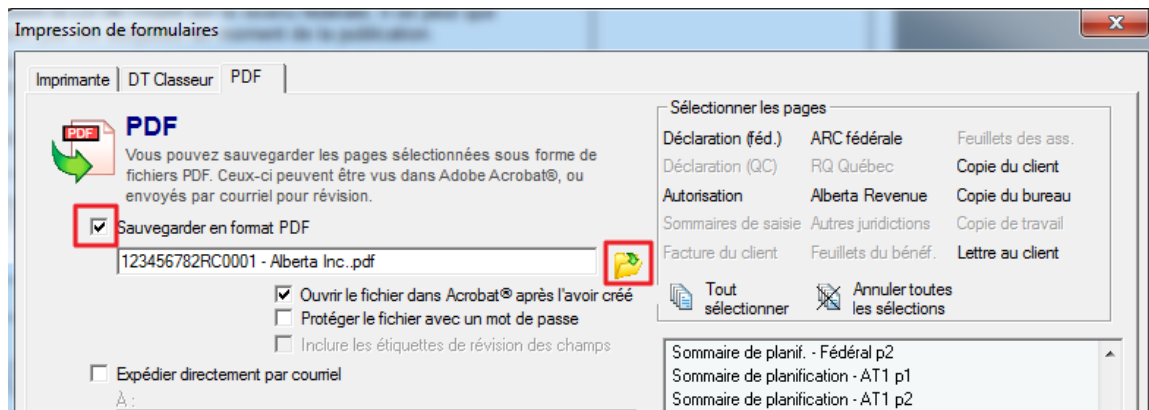 Impression de formulaires
Imprimante
DT Classeur
PDF
PDF
PDF
Vous pouvez sauvegarder les pages sélectionnées sous forme de
fichiers PDF. Ceux-ci peuvent être vus dans Adobe Acrobat®, ou
envoyés par courriel pour révision.
Sauvegarder en format PDF
123456782RC0001 - Alberta Inc..pdf
Ouvrir le fichier dans Acrobat® après l'avoir créé
Protéger le fichier avec un mot de passe
Inclure les étiquettes de révision des champs
Expédier directement par courriel
À :
Sélectionner les pages
Déclaration (féd.) ARC fédérale Feuillets des ass.
Déclaration (QC) RQ Québec Copie du client
Autorisation Alberta Revenue Copie du bureau
Sommaires de saisie Autres juridictions Copie de travail
Facture du client Feuillets du bénéf. Lettre au client
Tout
sélectionner
Annuler toutes
les sélections
Sommaire de planif. - Fédéral p2
Sommaire de planification - AT1 p1
Sommaire de planification - AT1 p2